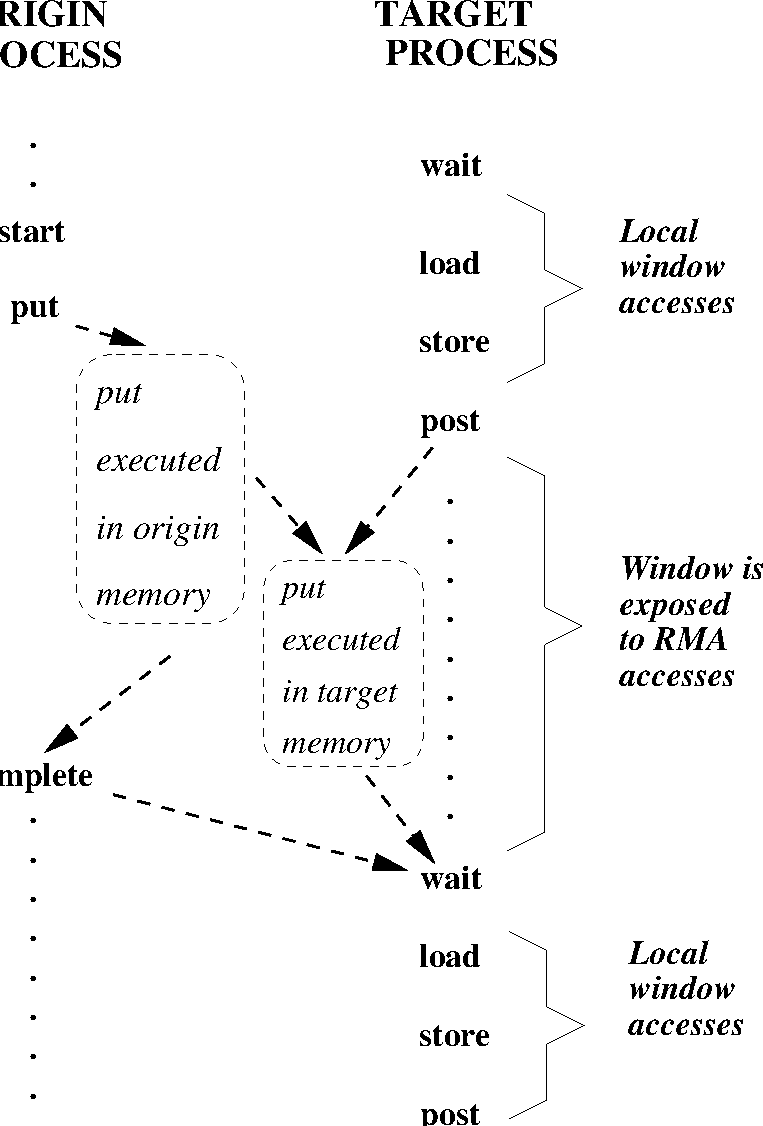 RIGIN
OCESS
start
put
put
executed
in origin
memory
mplete
TARGET
PROCESS
wait
load
store
post
put
executed
in target
memory
wait
load
store
post
Local
window
accesses
Window is
exposed
to RMA
accesses
Local
window
accesses